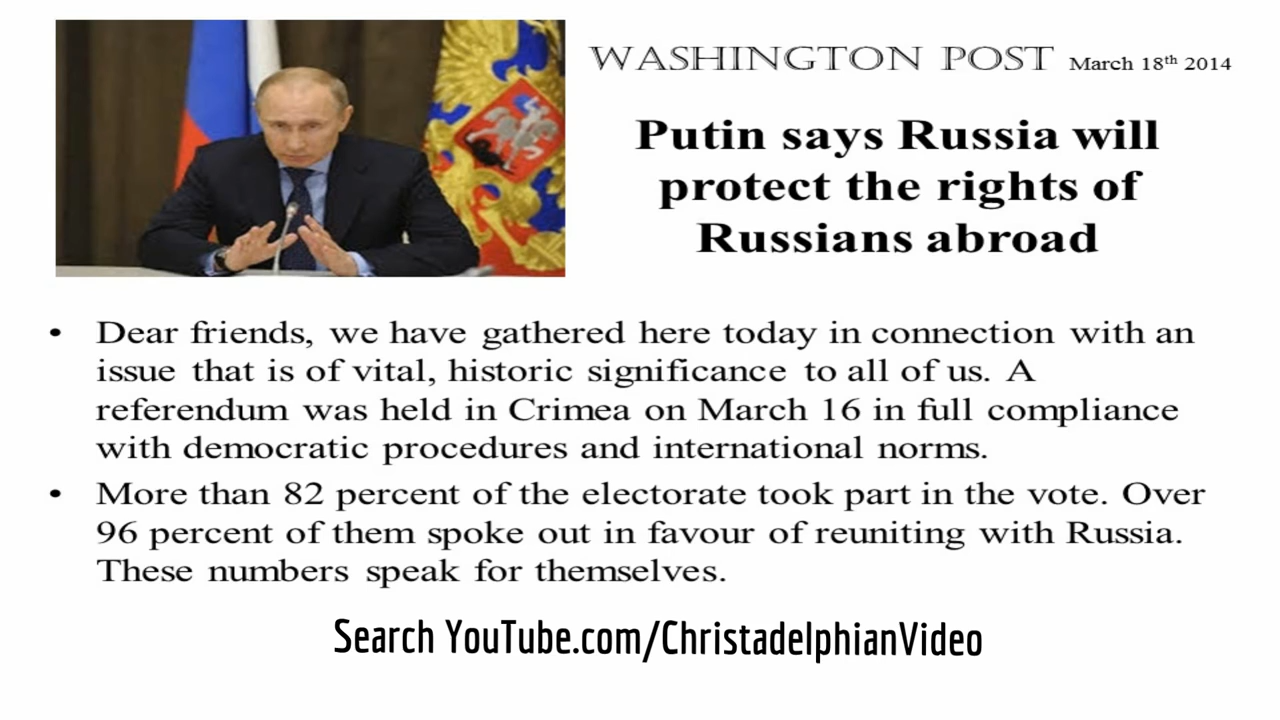 WASHINGTON POST March 18th 2014
Putin says Russia will
protect the rights of
Russians abroad
• Dear friends, we have gathered here today in connection with an
issue that is of vital, historic significance to all of us. A
referendum was held in Crimea on March 16 in full compliance
with democratic procedures and international norms.
• More than 82 percent of the electorate took part in the vote. Over
96 percent of them spoke out in favour of reuniting with Russia.
These numbers speak for themselves.
Search YouTube.com/ChristadelphianVideo